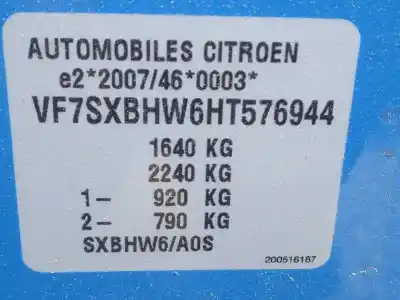 AUTOMOBILES CITROEN
e2*2007/46*0003*
VF7SXBHW6HT576944
1640 KG
2240 KG
1- 920 KG
2- 790 KG
SXBHW6/A0S
200516187